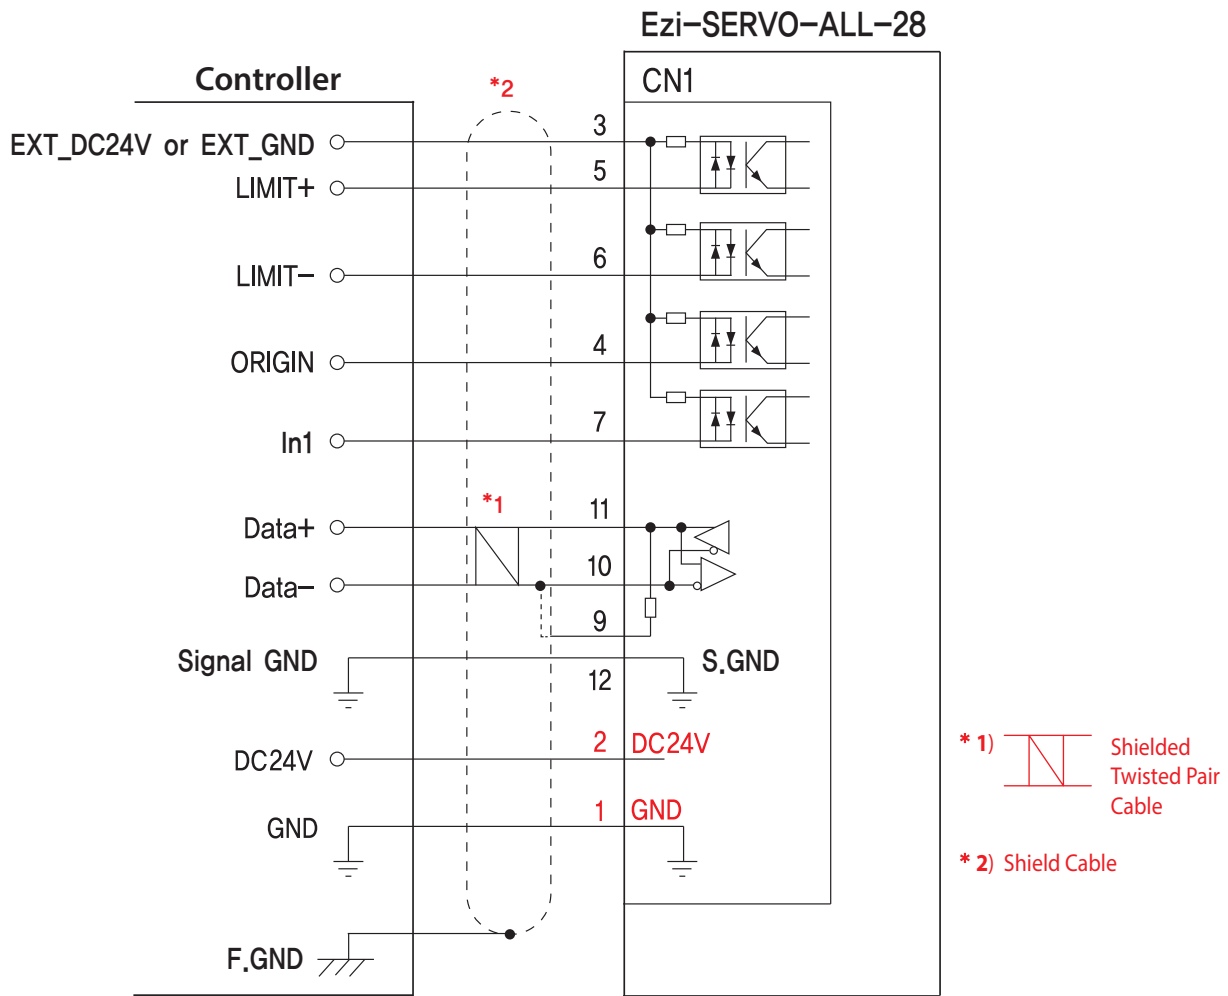 Ezi-SERVO-ALL-28
Controller
*2
CN1
EXT_DC24V or EXT_GND
3
LIMIT+
5
LIMIT-
6
ORIGIN
4
In1
7
*1
Data+
11
Data-
10
9
Signal GND
12
S.GND
DC24V
2
DC24V
GND
1
GND
F.GND
* 1)
Shielded
Twisted Pair
Cable
* 2) Shield Cable